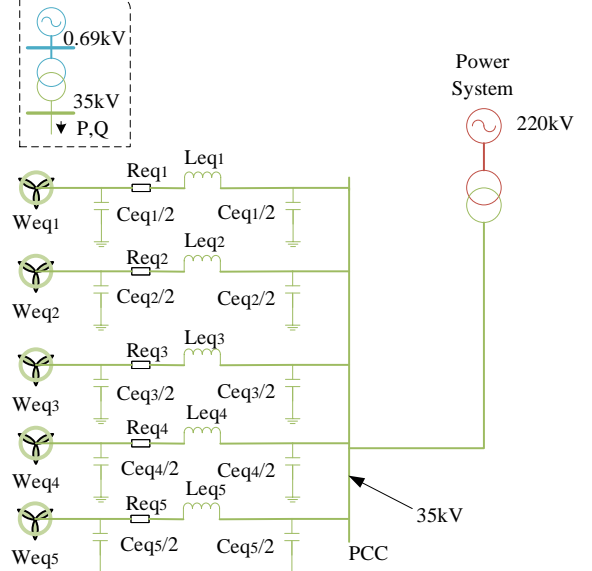 0.69kV
35kV
P,Q
Power
System
220kV
Leq1
Req1
Weq1
Ceq1/2
Ceq1/2
Leq2
Req2
Weq2
Ceq2/2
Ceq2/2
Leq3
Req3
Weq3
Ceq3/2
Ceq3/2
Leq4
Req4
Weq4
Ceq4/2
Ceq4/2
Leq5
Req5
Weq5
Ceq5/2
Ceq5/2
35kV
PCC